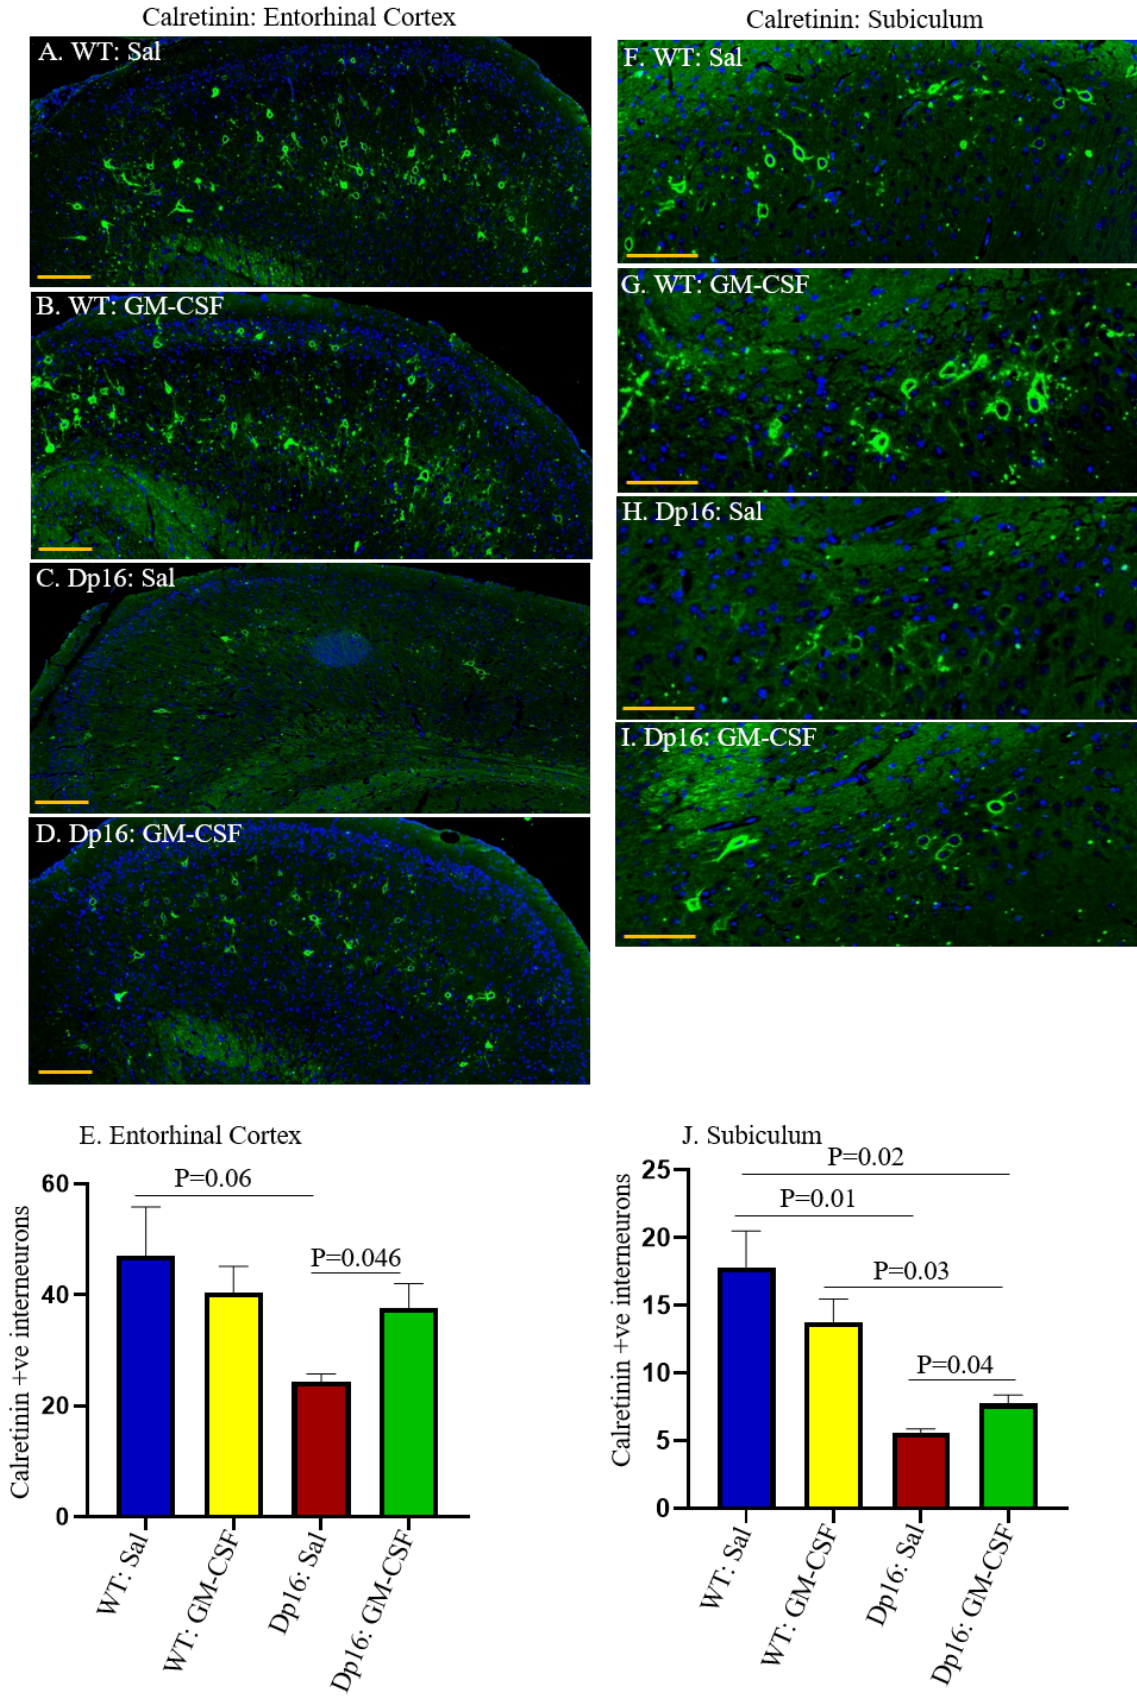 Calretinin: Entorhinal Cortex
A. WT: Sal
B. WT: GM-CSF
C. Dp16: Sal
D. Dp16: GM-CSF
Calretinin: Subiculum
F. WT: Sal
G. WT: GM-CSF
H. Dp16: Sal
I. Dp16: GM-CSF
E. Entorhinal Cortex
Calretinin +ve interneurons
60
40
20
0
P=0.06
P=0.046
WT: Sal
WT: GM-CSF
Dp16: Sal
Dp16: GM-CSF
J. Subiculum
Calretinin +ve interneurons
25
20
15
10
5
0
P=0.02
P=0.01
P=0.03
P=0.04
WT: Sal
WT: GM-CSF
Dp16: Sal
Dp16: GM-CSF